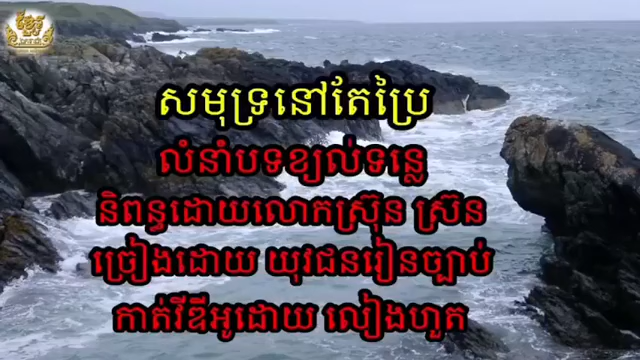 សមុទ្រនៅតែប្រៃ
លំនាំបទខ្យល់ទន្លេ
និពន្ធដោយលោកស្រ៊ុន ស្រ៊ន
ច្រៀងដោយ យុវជនរៀនច្បាប់
កាត់វីឌីអូដោយ លៀងហួត